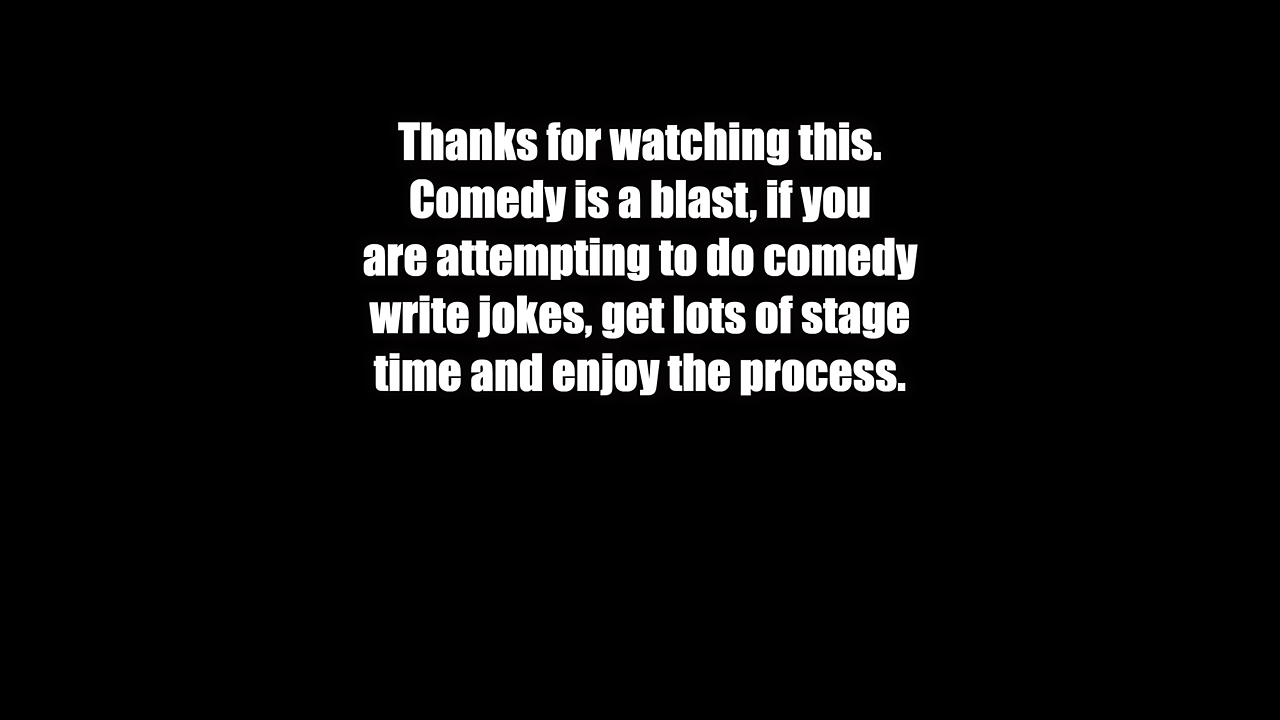 Thanks for watching this.
Comedy is a blast, if you
are attempting to do comedy
write jokes, get lots of stage
time and enjoy the process.